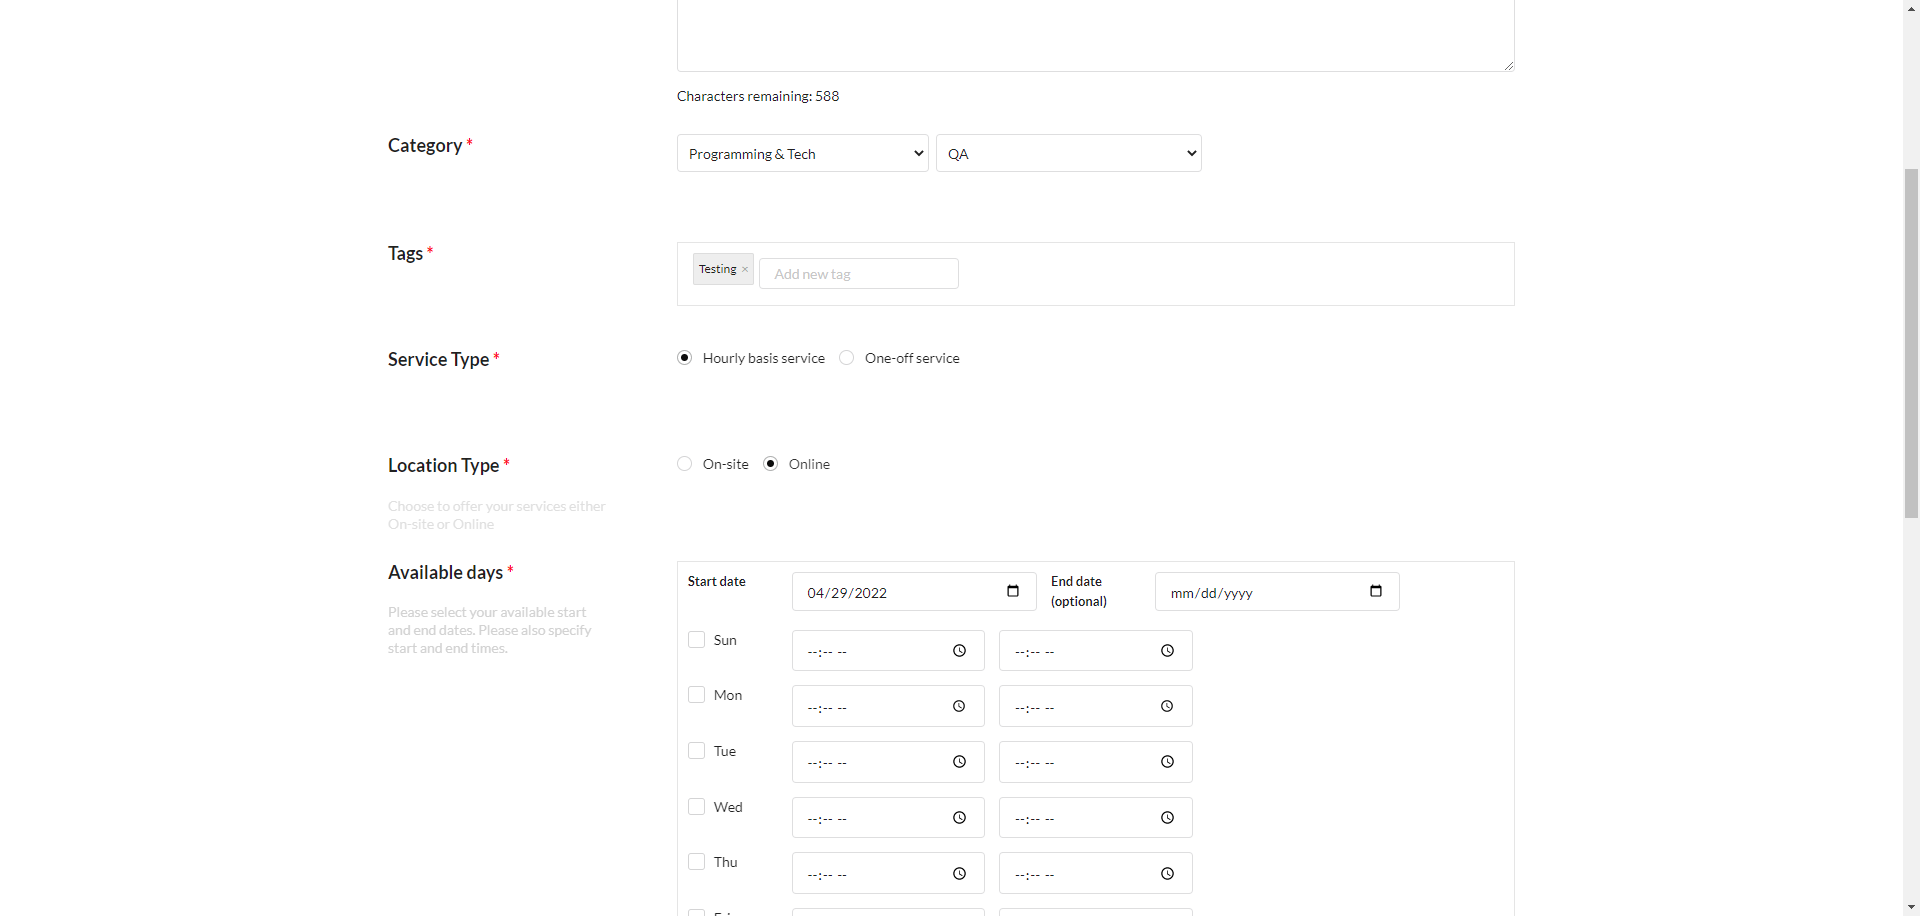 Characters remaining: 588
Category *
Programming & Tech
QA
Tags *
Testing ×
Add new tag
Service Type *
Hourly basis service
One-off service
Location Type *
On-site
Online
Choose to offer your services either
On-site or Online
Available days *
Please select your available start
and end dates. Please also specify
start and end times.
Start date
04/29/2022
End date
(optional)
mm/dd/yyyy
Sun
--:-- --
--:-- --
Mon
--:-- --
--:-- --
Tue
--:-- --
--:-- --
Wed
--:-- --
--:-- --
Thu
--:-- --
--:-- --